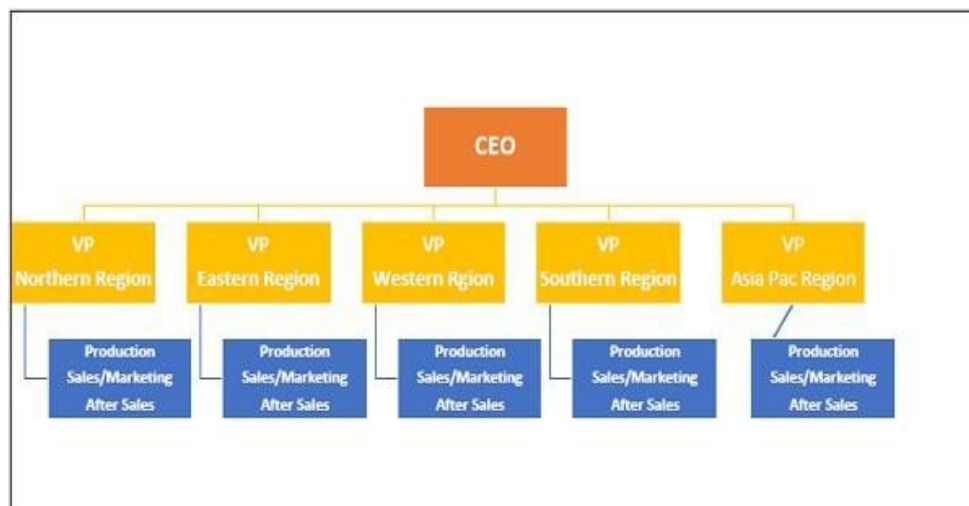 CEO
VP
Northern Region
VP
Eastern Region
VP
Western Rgion
VP
Southern Region
VP
Asia Pac Region
Production
Sales/Marketing
After Sales
Production
Sales/Marketing
After Sales
Production
Sales/Marketing
After Sales
Production
Sales/Marketing
After Sales
Production
Sales/Marketing
After Sales